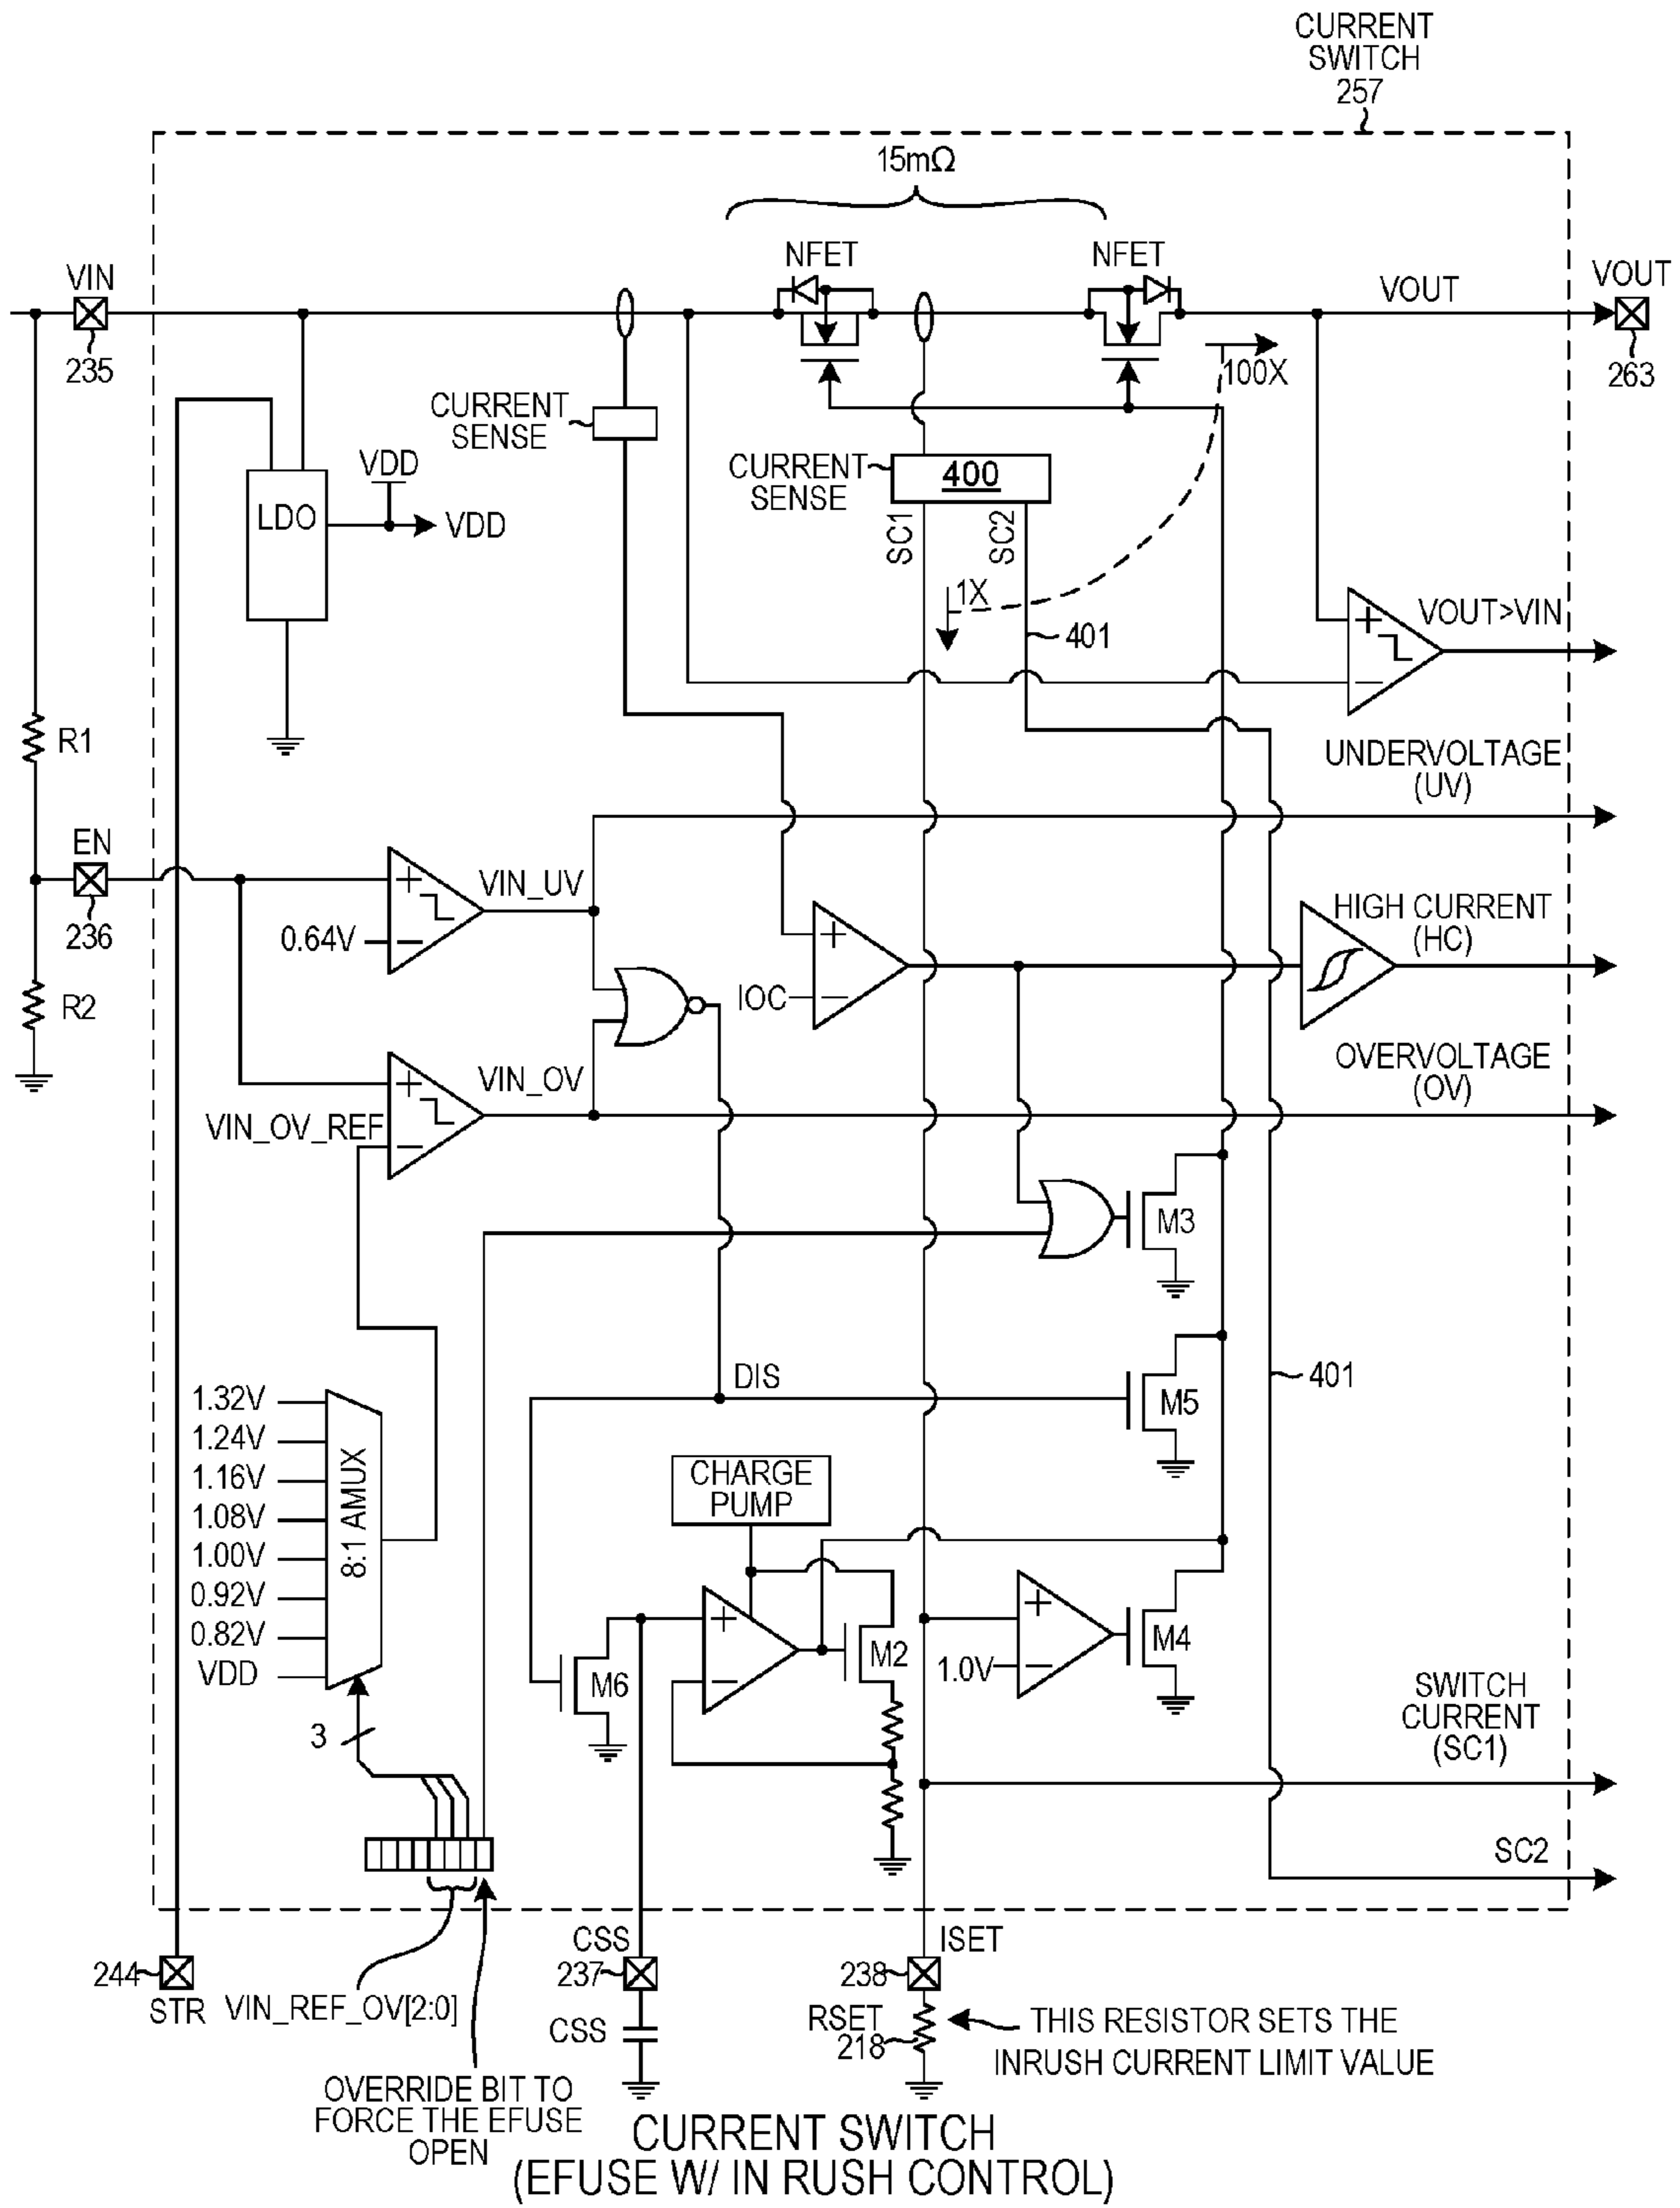 CURRENT
SWITCH
257
15mΩ
NFET
NFET
VIN
235
VOUT
VOUT
263
100X
CURRENT
SENSE
CURRENT
SENSE
400
SC1
SC2
VDD
LDO
VDD
1X
401
VOUT>VIN
+
−
R1
UNDERVOLTAGE
(UV)
EN
236
+
0.64V
−
VIN_UV
HIGH CURRENT
(HC)
+
IOC
−
R2
OVERVOLTAGE
(OV)
VIN_OV
+
VIN_OV_REF
−
M3
DIS
M5
401
1.32V
1.24V
1.16V
1.08V
1.00V
0.92V
0.82V
VDD
8:1 AMUX
CHARGE
PUMP
+
−
M6
M2
+
1.0V
−
M4
3
SWITCH
CURRENT
(SC1)
SC2
244
STR
VIN_REF_OV[2:0]
CSS
237
CSS
ISET
238
RSET
218
THIS RESISTOR SETS THE
INRUSH CURRENT LIMIT VALUE
OVERRIDE BIT TO
FORCE THE EFUSE
OPEN
CURRENT SWITCH
(EFUSE W/ IN RUSH CONTROL)